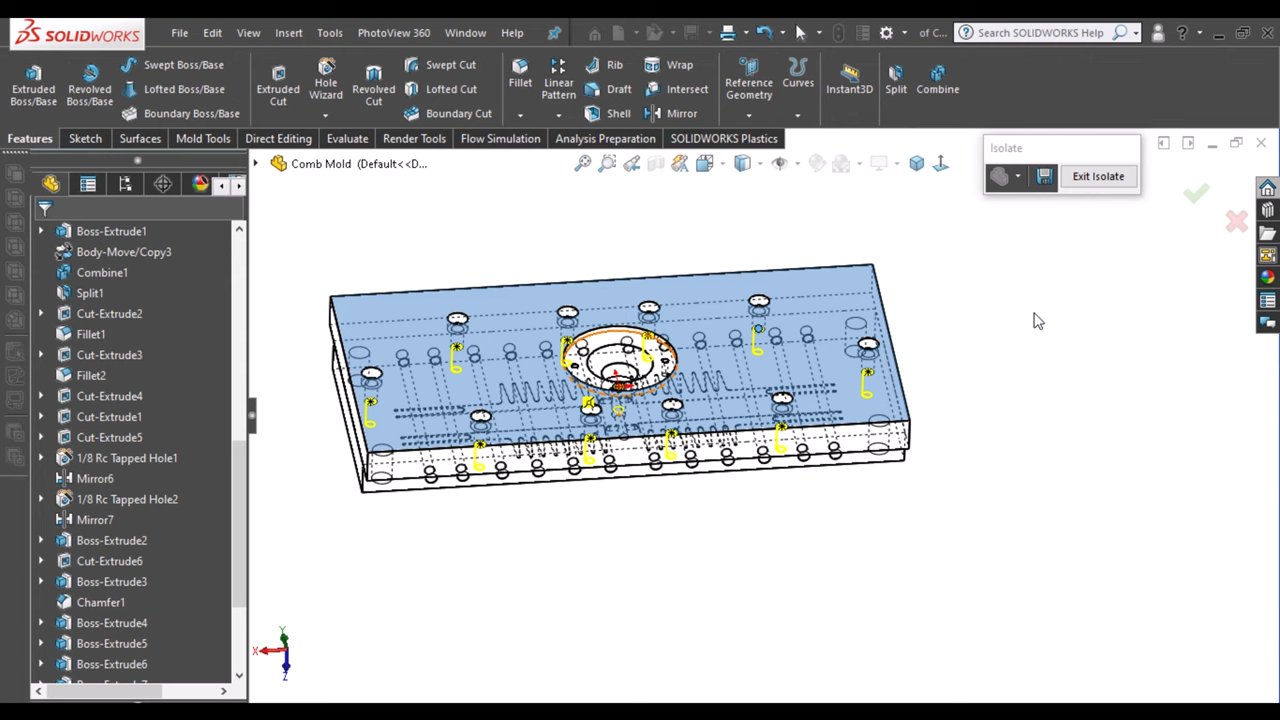 SOLIDWORKS File Edit View Insert Tools PhotoView 360 Window Help of C... Search SOLIDWORKS Help ?
Extruded Boss/Base
Revolved Boss/Base
Swept Boss/Base
Lofted Boss/Base
Boundary Boss/Base
Extruded Cut
Hole Wizard
Revolved Cut
Swept Cut
Lofted Cut
Boundary Cut
Fillet
Linear Pattern
Rib
Draft
Shell
Wrap
Intersect
Mirror
Reference Geometry
Curves
Instant3D
Split
Combine
Features Sketch Surfaces Mold Tools Direct Editing Evaluate Render Tools Flow Simulation Analysis Preparation SOLIDWORKS Plastics
Comb Mold (Default<<D...
Isolate
Exit Isolate
Boss-Extrude1
Body-Move/Copy3
Combine1
Split1
Cut-Extrude2
Fillet1
Cut-Extrude3
Fillet2
Cut-Extrude4
Cut-Extrude1
Cut-Extrude5
1/8 Rc Tapped Hole1
Mirror6
1/8 Rc Tapped Hole2
Mirror7
Boss-Extrude2
Cut-Extrude6
Boss-Extrude3
Chamfer1
Boss-Extrude4
Boss-Extrude5
Boss-Extrude6
Y
X
Z